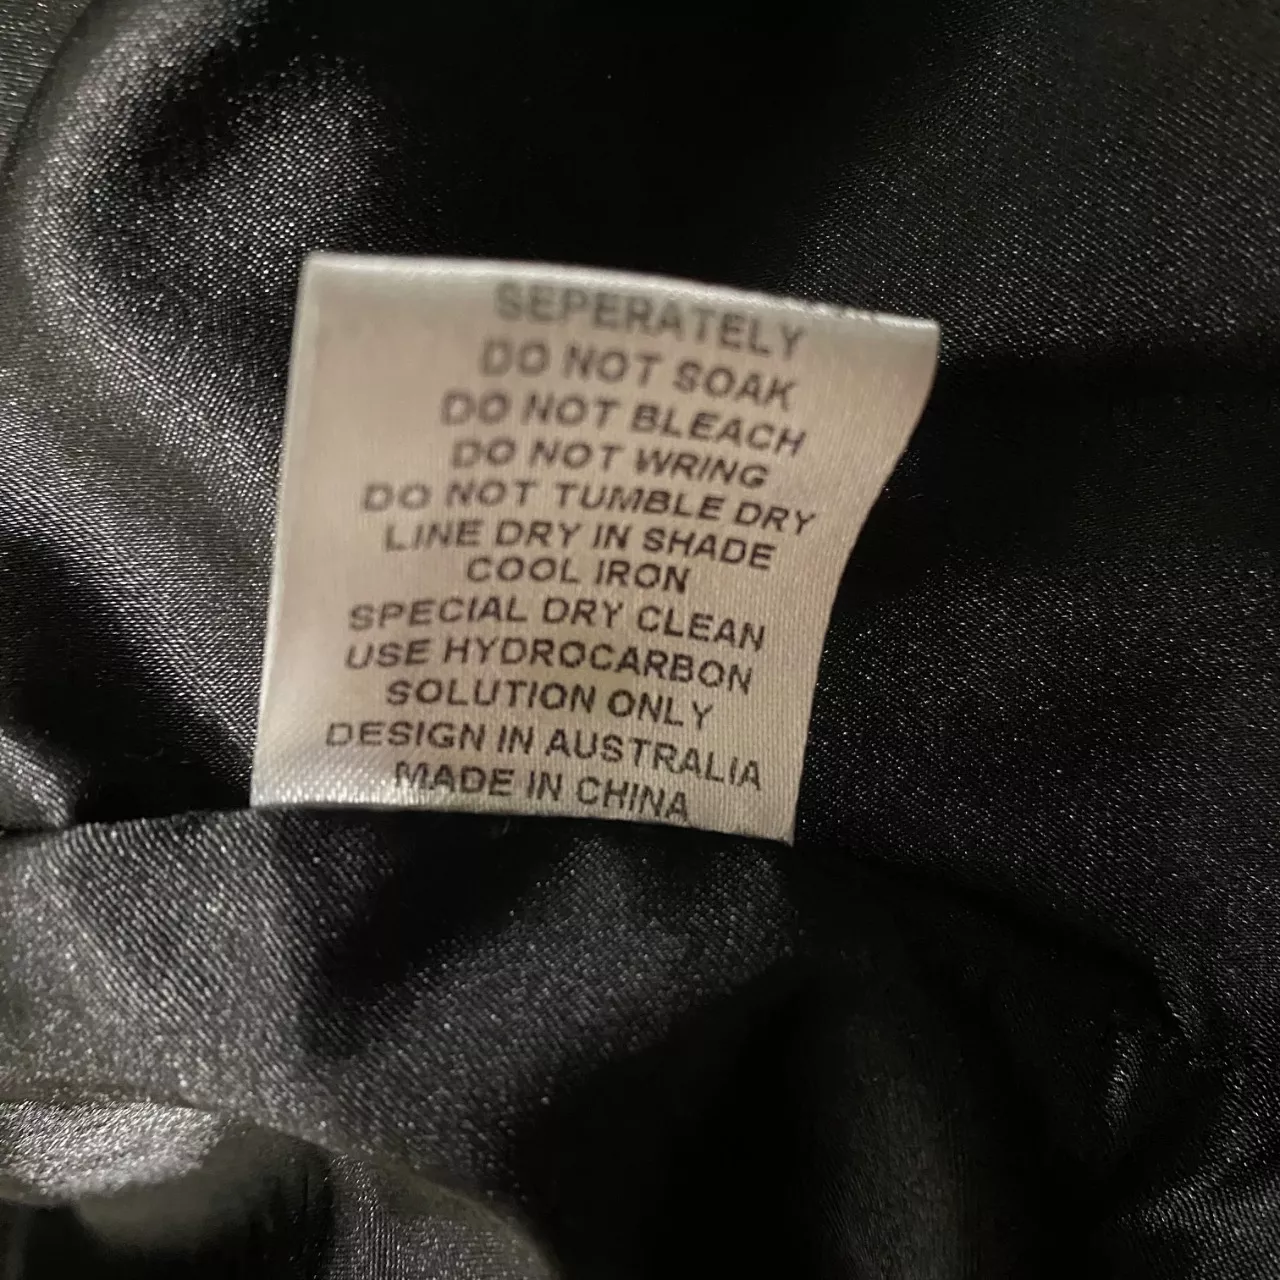 SEPERATELY
DO NOT SOAK
DO NOT BLEACH
DO NOT WRING
DO NOT TUMBLE DRY
LINE DRY IN SHADE
COOL IRON
SPECIAL DRY CLEAN
USE HYDROCARBON
SOLUTION ONLY
DESIGN IN AUSTRALIA
MADE IN CHINA